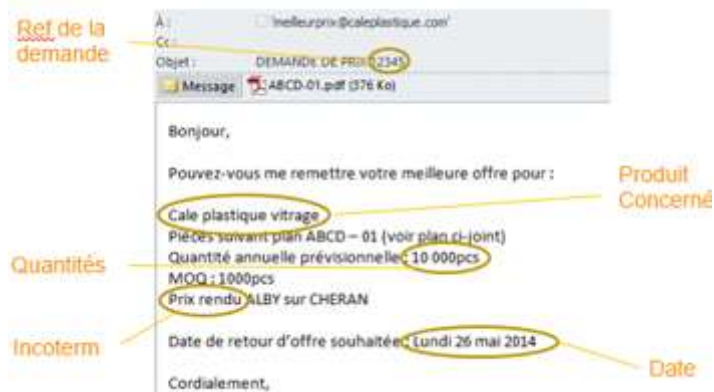 Ref de la
demande
À :
'meilleurprix@caleplastique.com'
Cc :
Objet :
DEMANDE DE PRIX 12345
Message
ABCD-01.pdf (376 Ko)
Bonjour,
Pouvez-vous me remettre votre meilleure offre pour :
Produit
Concerné
Cale plastique vitrage
Pièces suivant plan ABCD – 01 (voir plan ci-joint)
Quantités
Quantité annuelle prévisionnelle : 10 000pcs
MOQ : 1000pcs
Prix rendu ALBY sur CHERAN
Incoterm
Date de retour d'offre souhaitée : Lundi 26 mai 2014
Date
Cordialement,